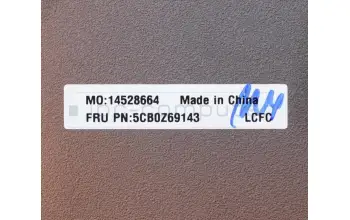 MO:14528664 Made in China
FRU PN:5CB0Z69143 LCFC